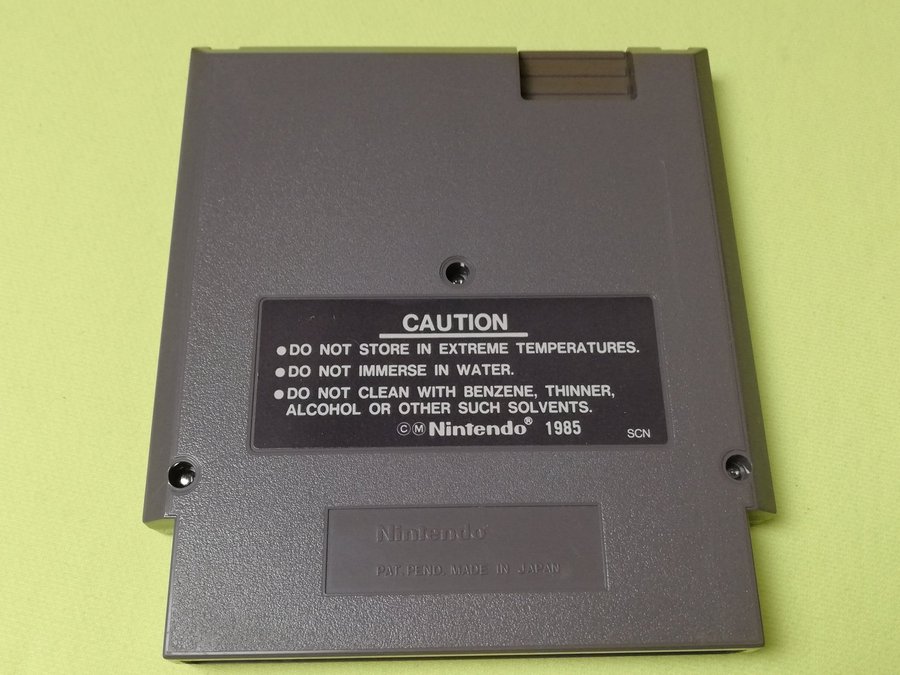 CAUTION
●DO NOT STORE IN EXTREME TEMPERATURES.
●DO NOT IMMERSE IN WATER.
●DO NOT CLEAN WITH BENZENE, THINNER,
ALCOHOL OR OTHER SUCH SOLVENTS.
ⒸⓂ Nintendo® 1985 SCN
Nintendo®
PAT. PEND. MADE IN JAPAN